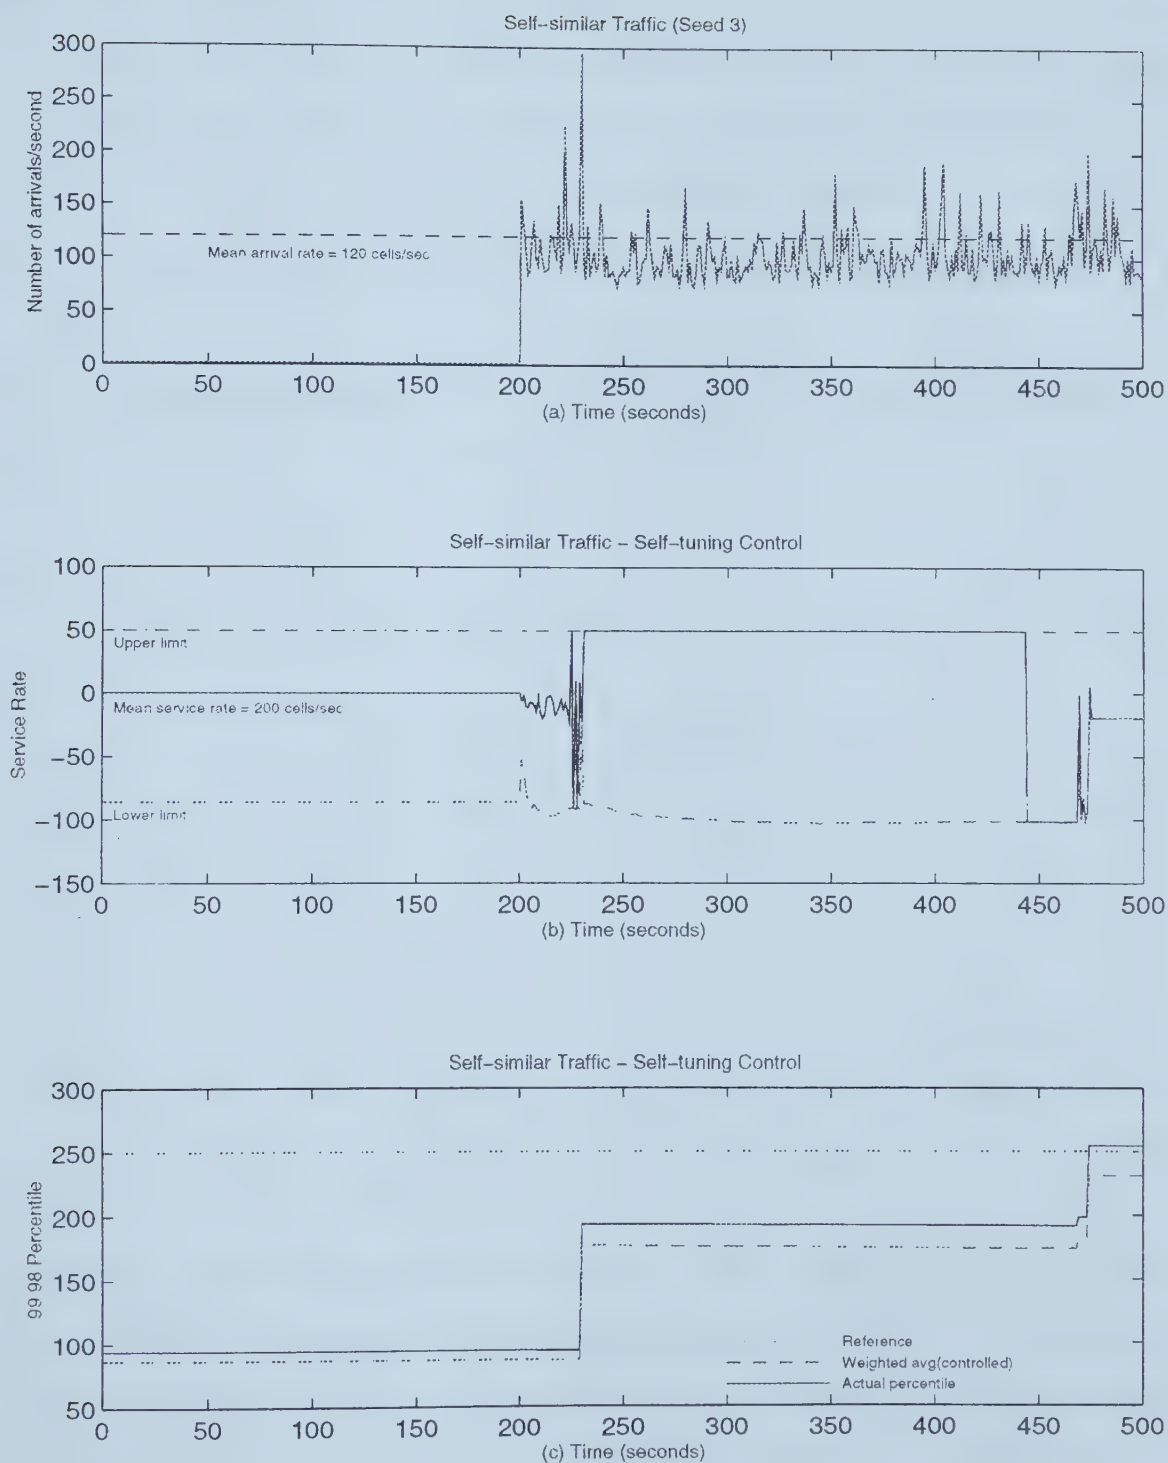 Self-similar Traffic (Seed 3)
300
250
200
150
100
50
0
Number of arrivals/second
Mean arrival rate = 120 cells/sec
0 50 100 150 200 250 300 350 400 450 500
(a) Time (seconds)
Self-similar Traffic - Self-tuning Control
100
50
0
-50
-100
-150
Service Rate
Upper limit
Mean service rate = 200 cells/sec
Lower limit
0 50 100 150 200 250 300 350 400 450 500
(b) Time (seconds)
Self-similar Traffic - Self-tuning Control
300
250
200
150
100
50
99 98 Percentile
Reference
Weighted avg(controlled)
Actual percentile
0 50 100 150 200 250 300 350 400 450 500
(c) Time (seconds)